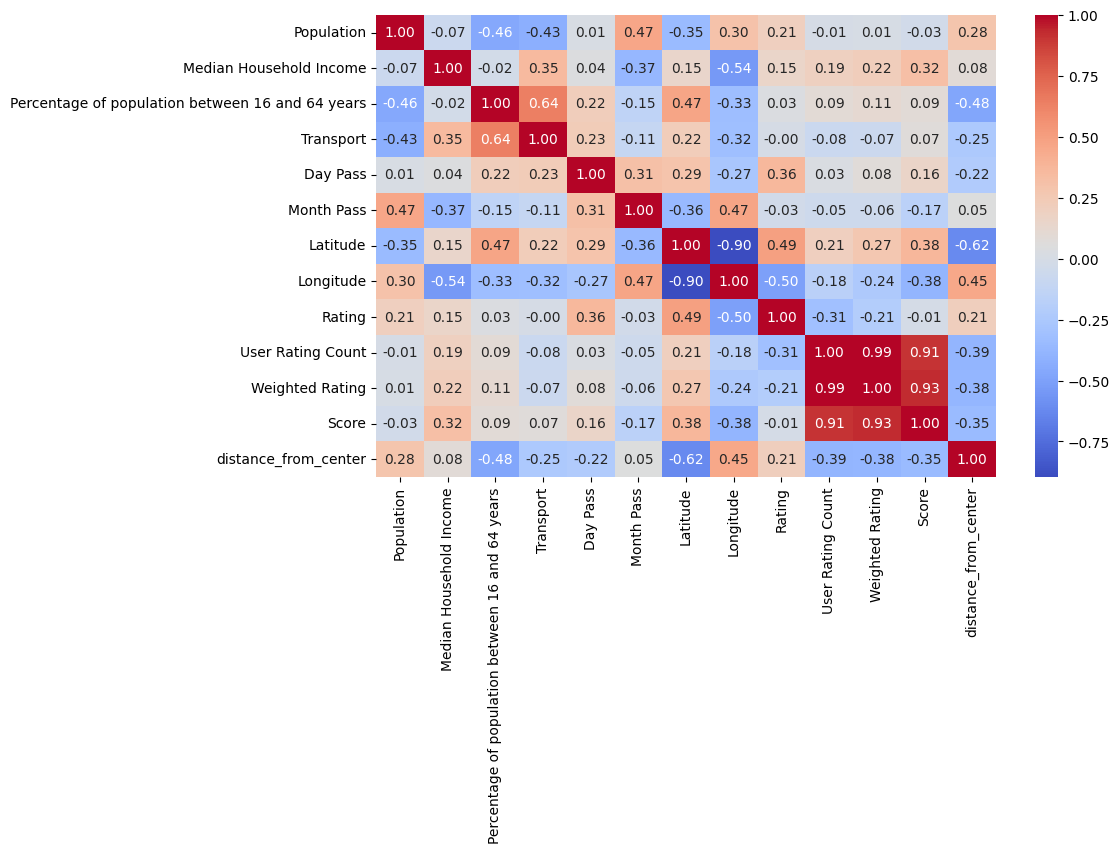 Population 1.00 -0.07 -0.46 -0.43 0.01 0.47 -0.35 0.30 0.21 -0.01 0.01 -0.03 0.28
Median Household Income -0.07 1.00 -0.02 0.35 0.04 -0.37 0.15 -0.54 0.15 0.19 0.22 0.32 0.08
Percentage of population between 16 and 64 years -0.46 -0.02 1.00 0.64 0.22 -0.15 0.47 -0.33 0.03 0.09 0.11 0.09 -0.48
Transport -0.43 0.35 0.64 1.00 0.23 -0.11 0.22 -0.32 -0.00 -0.08 -0.07 0.07 -0.25
Day Pass 0.01 0.04 0.22 0.23 1.00 0.31 0.29 -0.27 0.36 0.03 0.08 0.16 -0.22
Month Pass 0.47 -0.37 -0.15 -0.11 0.31 1.00 -0.36 0.47 -0.03 -0.05 -0.06 -0.17 0.05
Latitude -0.35 0.15 0.47 0.22 0.29 -0.36 1.00 -0.90 0.49 0.21 0.27 0.38 -0.62
Longitude 0.30 -0.54 -0.33 -0.32 -0.27 0.47 -0.90 1.00 -0.50 -0.18 -0.24 -0.38 0.45
Rating 0.21 0.15 0.03 -0.00 0.36 -0.03 0.49 -0.50 1.00 -0.31 -0.21 -0.01 0.21
User Rating Count -0.01 0.19 0.09 -0.08 0.03 -0.05 0.21 -0.18 -0.31 1.00 0.99 0.91 -0.39
Weighted Rating 0.01 0.22 0.11 -0.07 0.08 -0.06 0.27 -0.24 -0.21 0.99 1.00 0.93 -0.38
Score -0.03 0.32 0.09 0.07 0.16 -0.17 0.38 -0.38 -0.01 0.91 0.93 1.00 -0.35
distance_from_center 0.28 0.08 -0.48 -0.25 -0.22 0.05 -0.62 0.45 0.21 -0.39 -0.38 -0.35 1.00
Population
Median Household Income
Percentage of population between 16 and 64 years
Transport
Day Pass
Month Pass
Latitude
Longitude
Rating
User Rating Count
Weighted Rating
Score
distance_from_center
1.00
0.75
0.50
0.25
0.00
-0.25
-0.50
-0.75